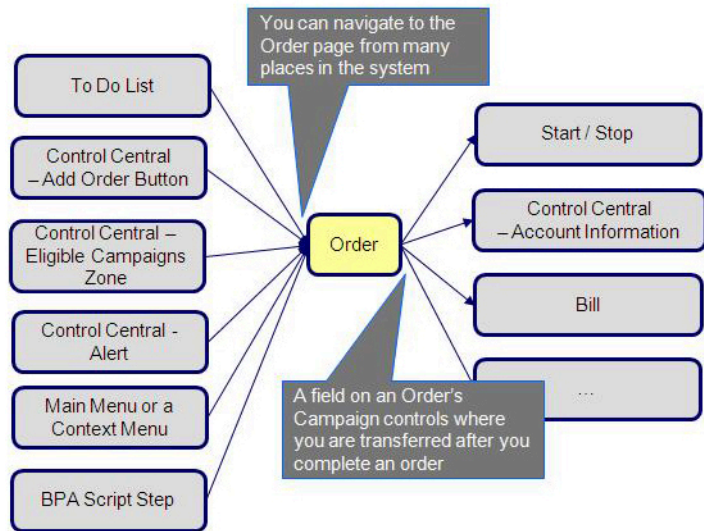 You can navigate to the
Order page from many
places in the system
To Do List
Control Central
– Add Order Button
Control Central –
Eligible Campaigns
Zone
Control Central -
Alert
Main Menu or a
Context Menu
BPA Script Step
Order
Start / Stop
Control Central
– Account Information
Bill
...
A field on an Order's
Campaign controls where
you are transferred after you
complete an order